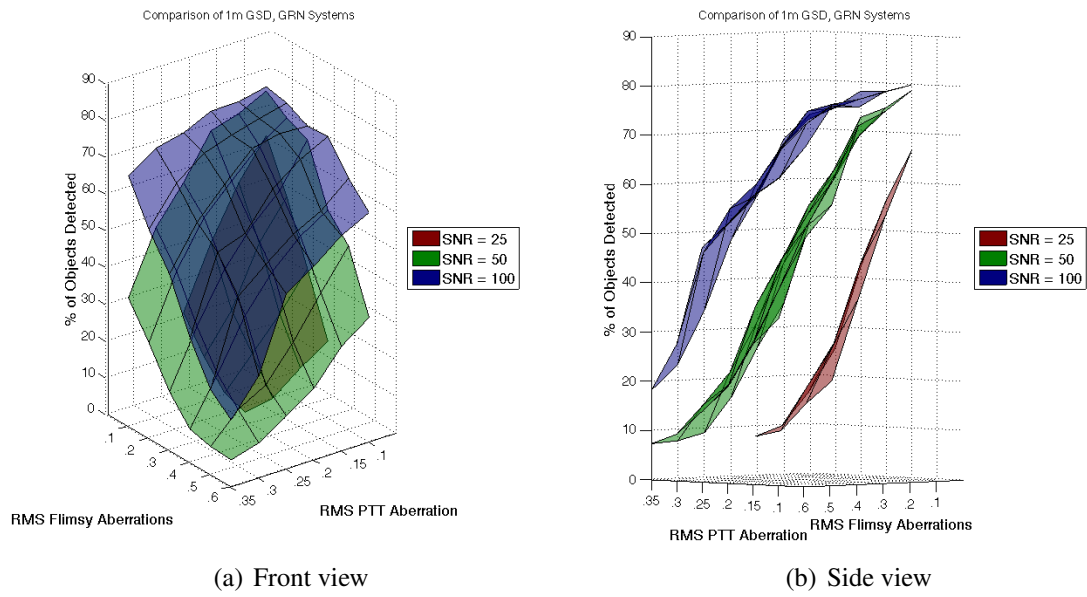 Comparison of 1m GSD, GRN Systems
90
80
70
60
50
40
30
20
10
0
% of Objects Detected
.1
.2
.3
.4
.5
.6
RMS Flimsy Aberrations
.35
.3
.25
.2
.15
.1
RMS PTT Aberration
SNR = 25
SNR = 50
SNR = 100
(a) Front view
Comparison of 1m GSD, GRN Systems
90
80
70
60
50
40
30
20
10
0
% of Objects Detected
.35
.3
.25
.2
.15
.1
.6
.5
.4
.3
.2
.1
RMS PTT Aberration
RMS Flimsy Aberrations
SNR = 25
SNR = 50
SNR = 100
(b) Side view